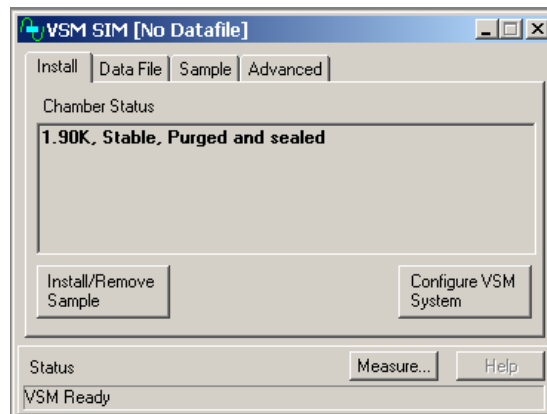 VSM SIM [No Datafile]
Install Data File Sample Advanced
Chamber Status
1.90K, Stable, Purged and sealed
Install/Remove Sample
Configure VSM System
Status
Measure... Help
VSM Ready